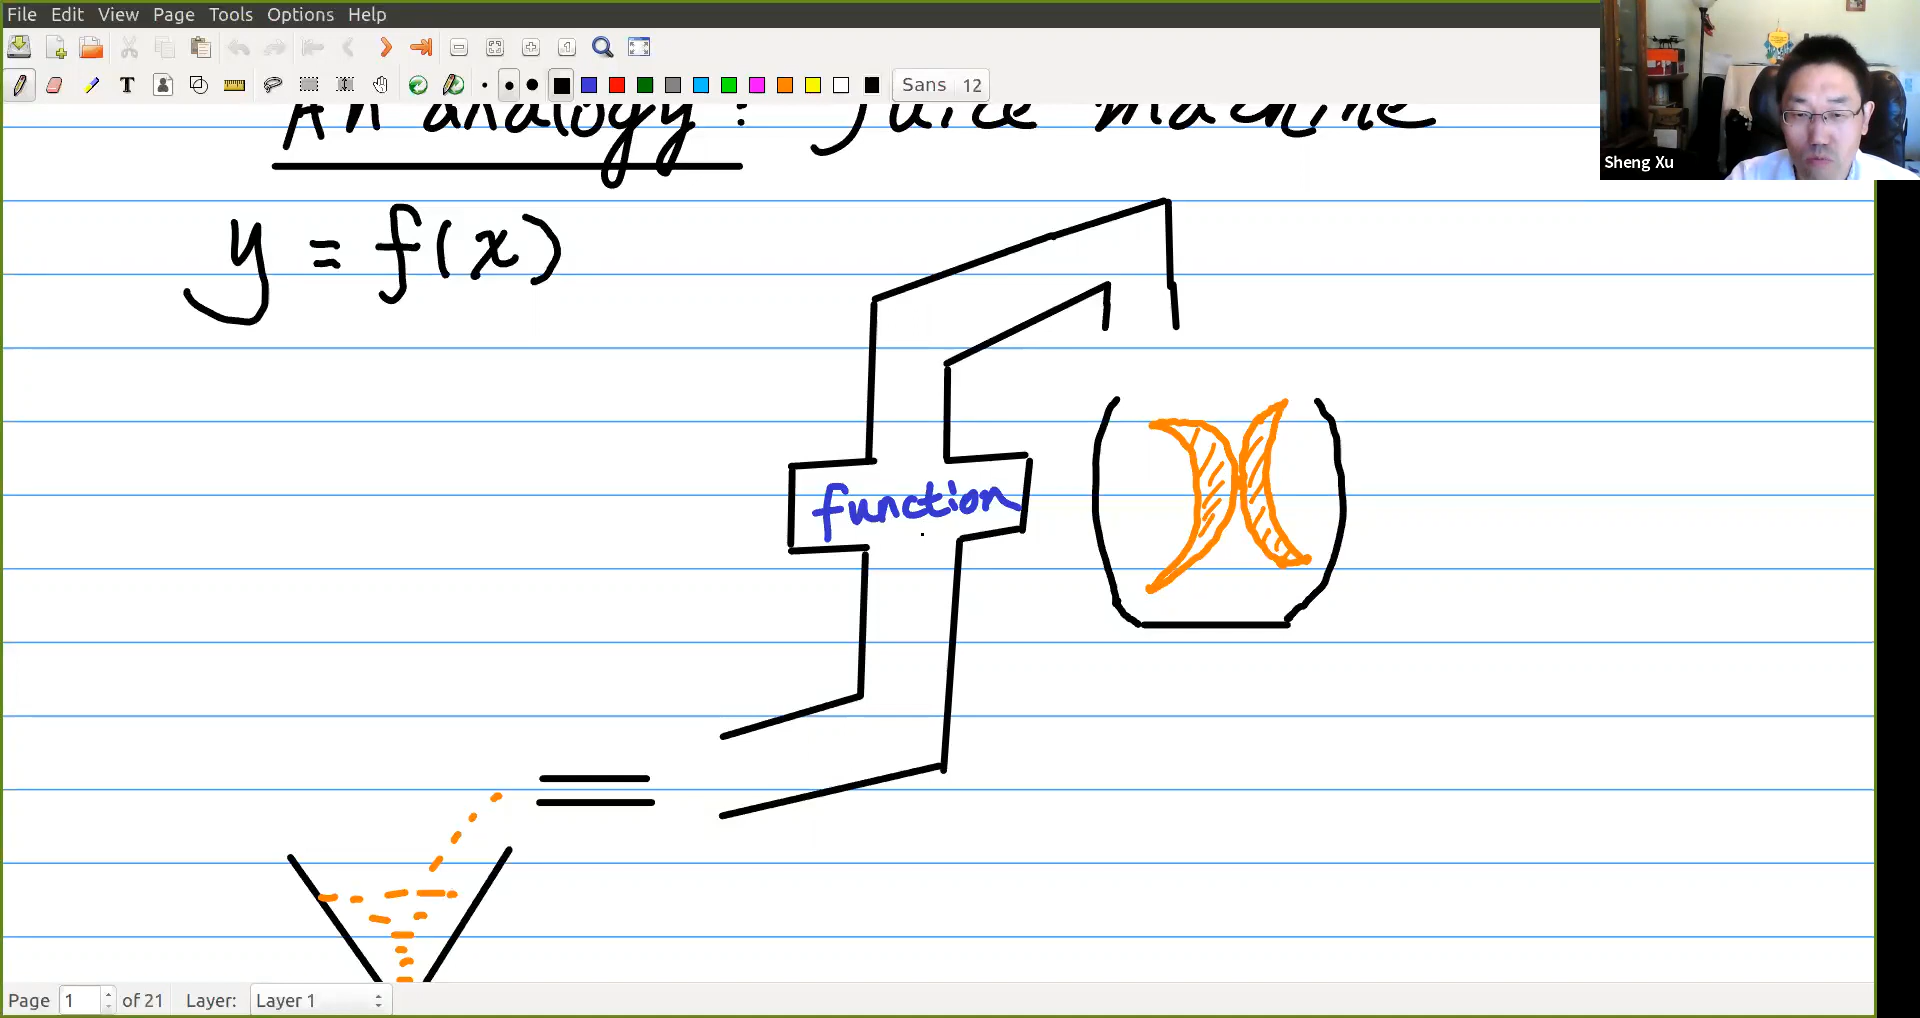 File Edit View Page Tools Options Help
Sans 12
Sheng Xu
An analogy: Juice machine
y = f(x)
function
Page 1 of 21 Layer: Layer 1